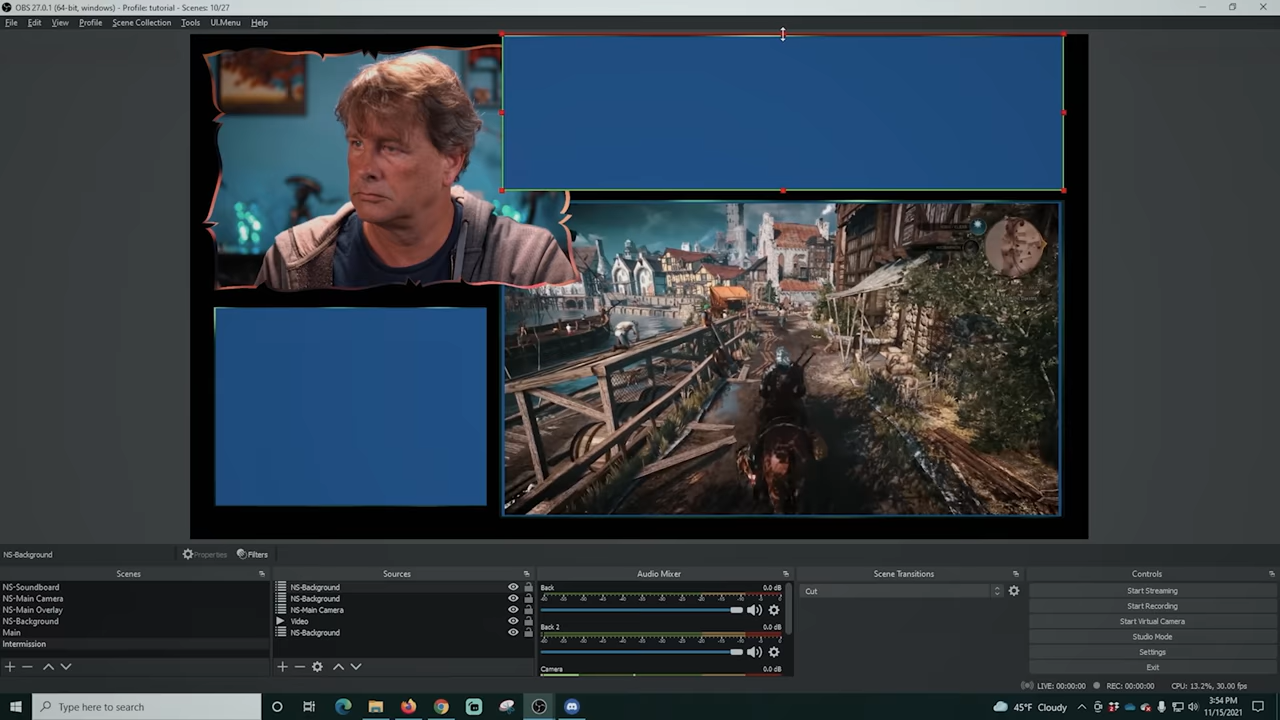 OBS 27.0.1 (64-bit, windows) - Profile: tutorial - Scenes: 10/27
File Edit View Profile Scene Collection Tools UI.Menu Help
NS-Background Properties Filters
Scenes
NS-Soundboard
NS-Main Camera
NS-Main Overlay
NS-Background
Main
Intermission
Sources
NS-Background
NS-Background
NS-Main Camera
Video
NS-Background
Audio Mixer
Back 0.0 dB
Back 2 0.0 dB
Camera 0.0 dB
Scene Transitions
Cut
Controls
Start Streaming
Start Recording
Start Virtual Camera
Studio Mode
Settings
Exit
LIVE: 00:00:00 REC: 00:00:00 CPU: 13.2%, 30.00 fps
Type here to search
45°F Cloudy
3:54 PM
11/15/2021